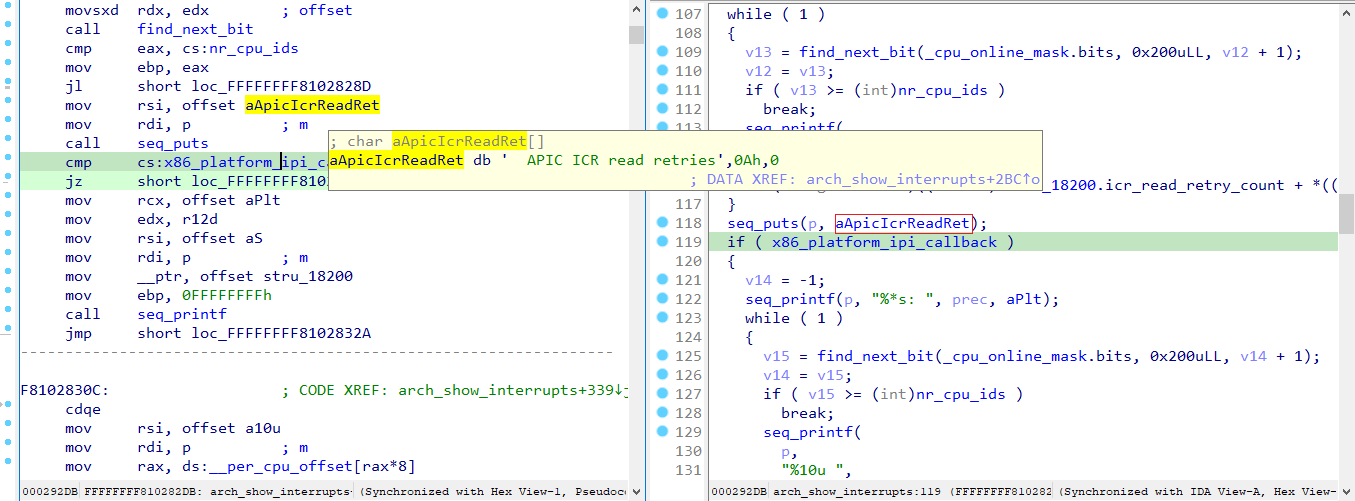 movsxd rdx, edx ; offset
call find_next_bit
cmp eax, cs:nr_cpu_ids
mov ebp, eax
jl short loc_FFFFFFFF8102828D
mov rsi, offset aApicIcrReadRet
mov rdi, p ; m
call seq_puts
cmp cs:x86_platform_ipi_c
jz short loc_FFFFFFFF810
mov rcx, offset aPlt
mov edx, r12d
mov rsi, offset aS
mov rdi, p ; m
mov __ptr, offset stru_18200
mov ebp, 0FFFFFFFFh
call seq_printf
jmp short loc_FFFFFFFF8102832A
F8102830C: ; CODE XREF: arch_show_interrupts+339↓j
cdqe
mov rsi, offset a10u
mov rdi, p ; m
mov rax, ds:__per_cpu_offset[rax*8]
000292DB FFFFFFFF810282DB: arch_show_interrupts (Synchronized with Hex View-1, Pseudoc
; char aApicIcrReadRet[]
aApicIcrReadRet db '  APIC ICR read retries',0Ah,0
; DATA XREF: arch_show_interrupts+2BC↑o
107 while ( 1 )
108 {
109 v13 = find_next_bit(_cpu_online_mask.bits, 0x200uLL, v12 + 1);
110 v12 = v13;
111 if ( v13 >= (int)nr_cpu_ids )
112 break;
113 seq_printf(
_18200.icr_read_retry_count + *((
117 }
118 seq_puts(p, aApicIcrReadRet);
119 if ( x86_platform_ipi_callback )
120 {
121 v14 = -1;
122 seq_printf(p, "%*s: ", prec, aPlt);
123 while ( 1 )
124 {
125 v15 = find_next_bit(_cpu_online_mask.bits, 0x200uLL, v14 + 1);
126 v14 = v15;
127 if ( v15 >= (int)nr_cpu_ids )
128 break;
129 seq_printf(
130 p,
131 "%10u ",
000292DB arch_show_interrupts:119 (FFFFFFFF810282 (Synchronized with IDA View-A, Hex View-